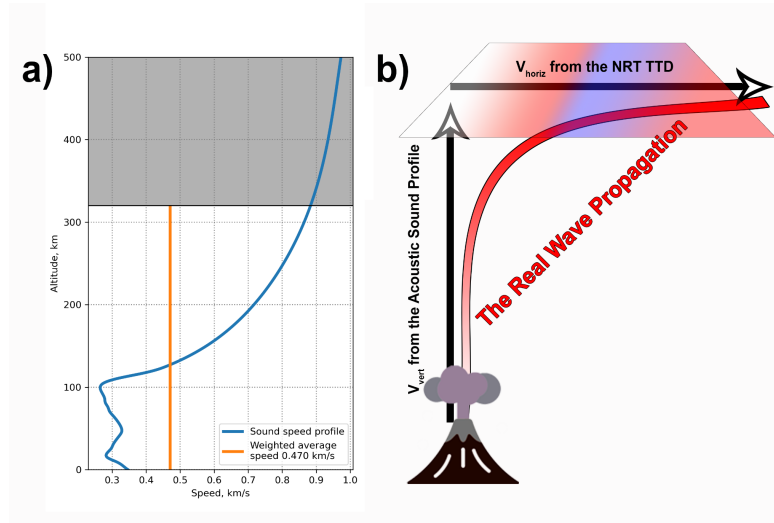 a)
500
400
300
200
100
0
Altitude, km
0.3 0.4 0.5 0.6 0.7 0.8 0.9 1.0
Speed, km/s
Sound speed profile
Weighted average
speed 0.470 km/s
b)
Vhoriz from the NRT TTD
Vvert from the Acoustic Sound Profile
The Real Wave Propagation